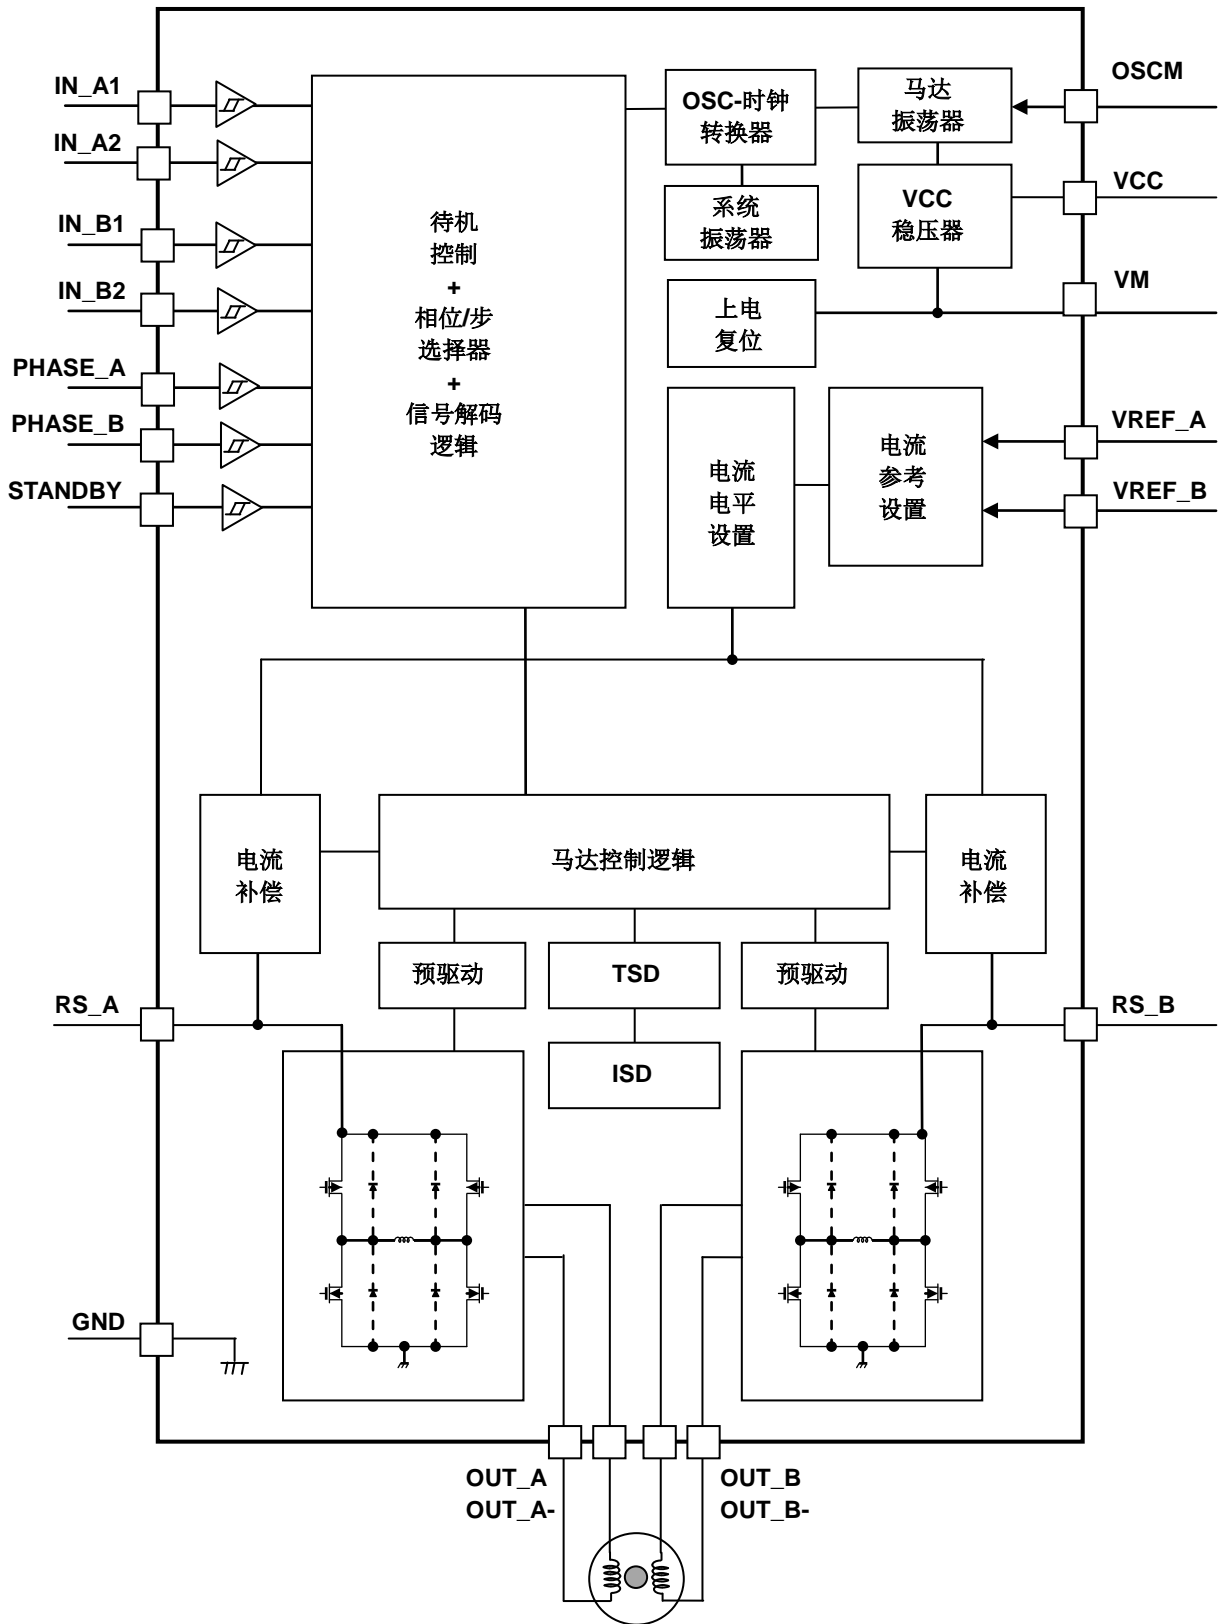 IN_A1
IN_A2
IN_B1
IN_B2
PHASE_A
PHASE_B
STANDBY
待机
控制
+
相位/步
选择器
+
信号解码
逻辑
OSC-时钟
转换器
系统
振荡器
马达
振荡器
VCC
稳压器
上电
复位
电流
电平
设置
电流
参考
设置
OSCM
VCC
VM
VREF_A
VREF_B
电流
补偿
马达控制逻辑
电流
补偿
预驱动
TSD
预驱动
ISD
RS_A
RS_B
GND
OUT_A
OUT_A-
OUT_B
OUT_B-